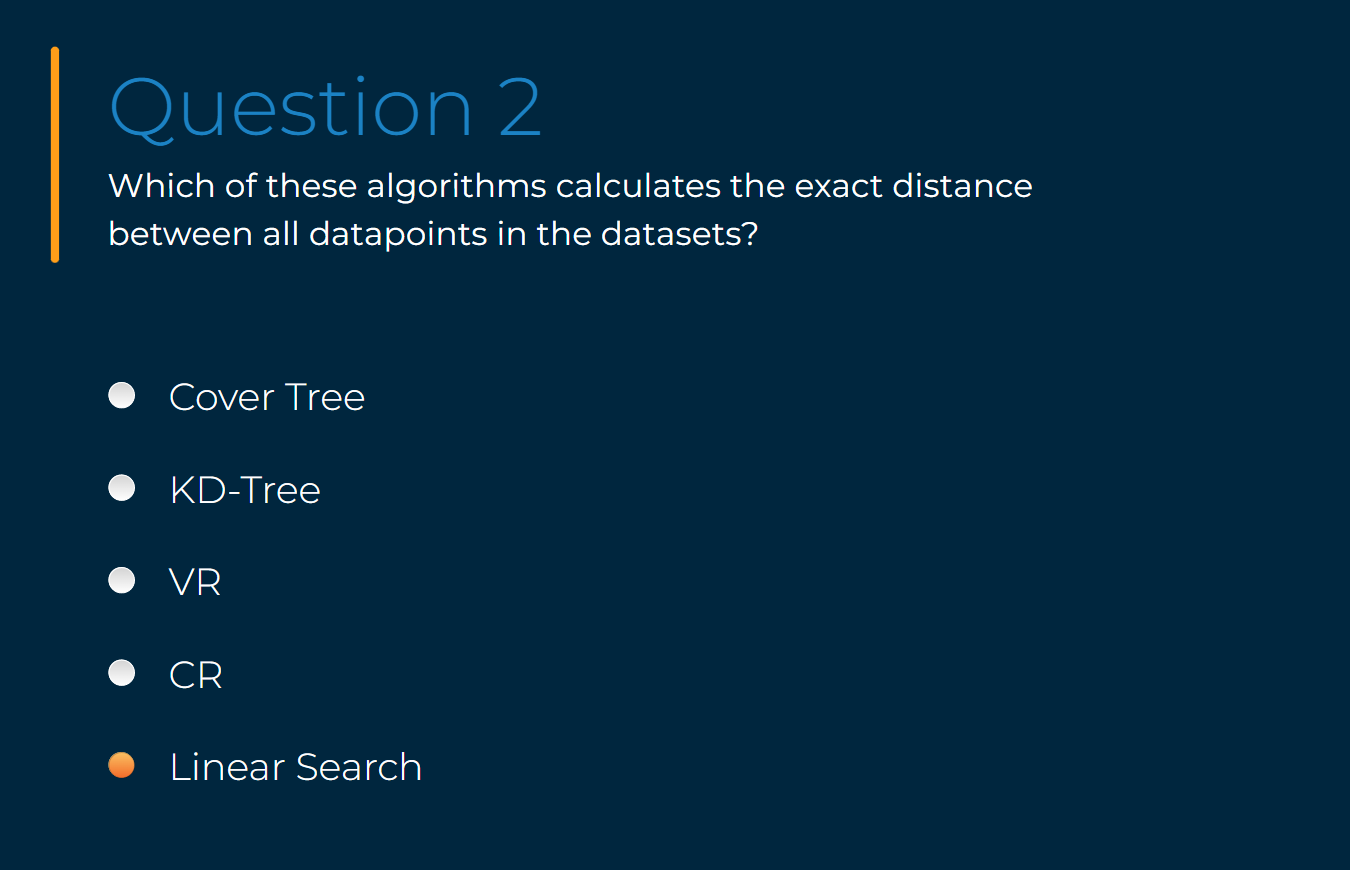 Question 2
Which of these algorithms calculates the exact distance
between all datapoints in the datasets?
Cover Tree
KD-Tree
VR
CR
Linear Search